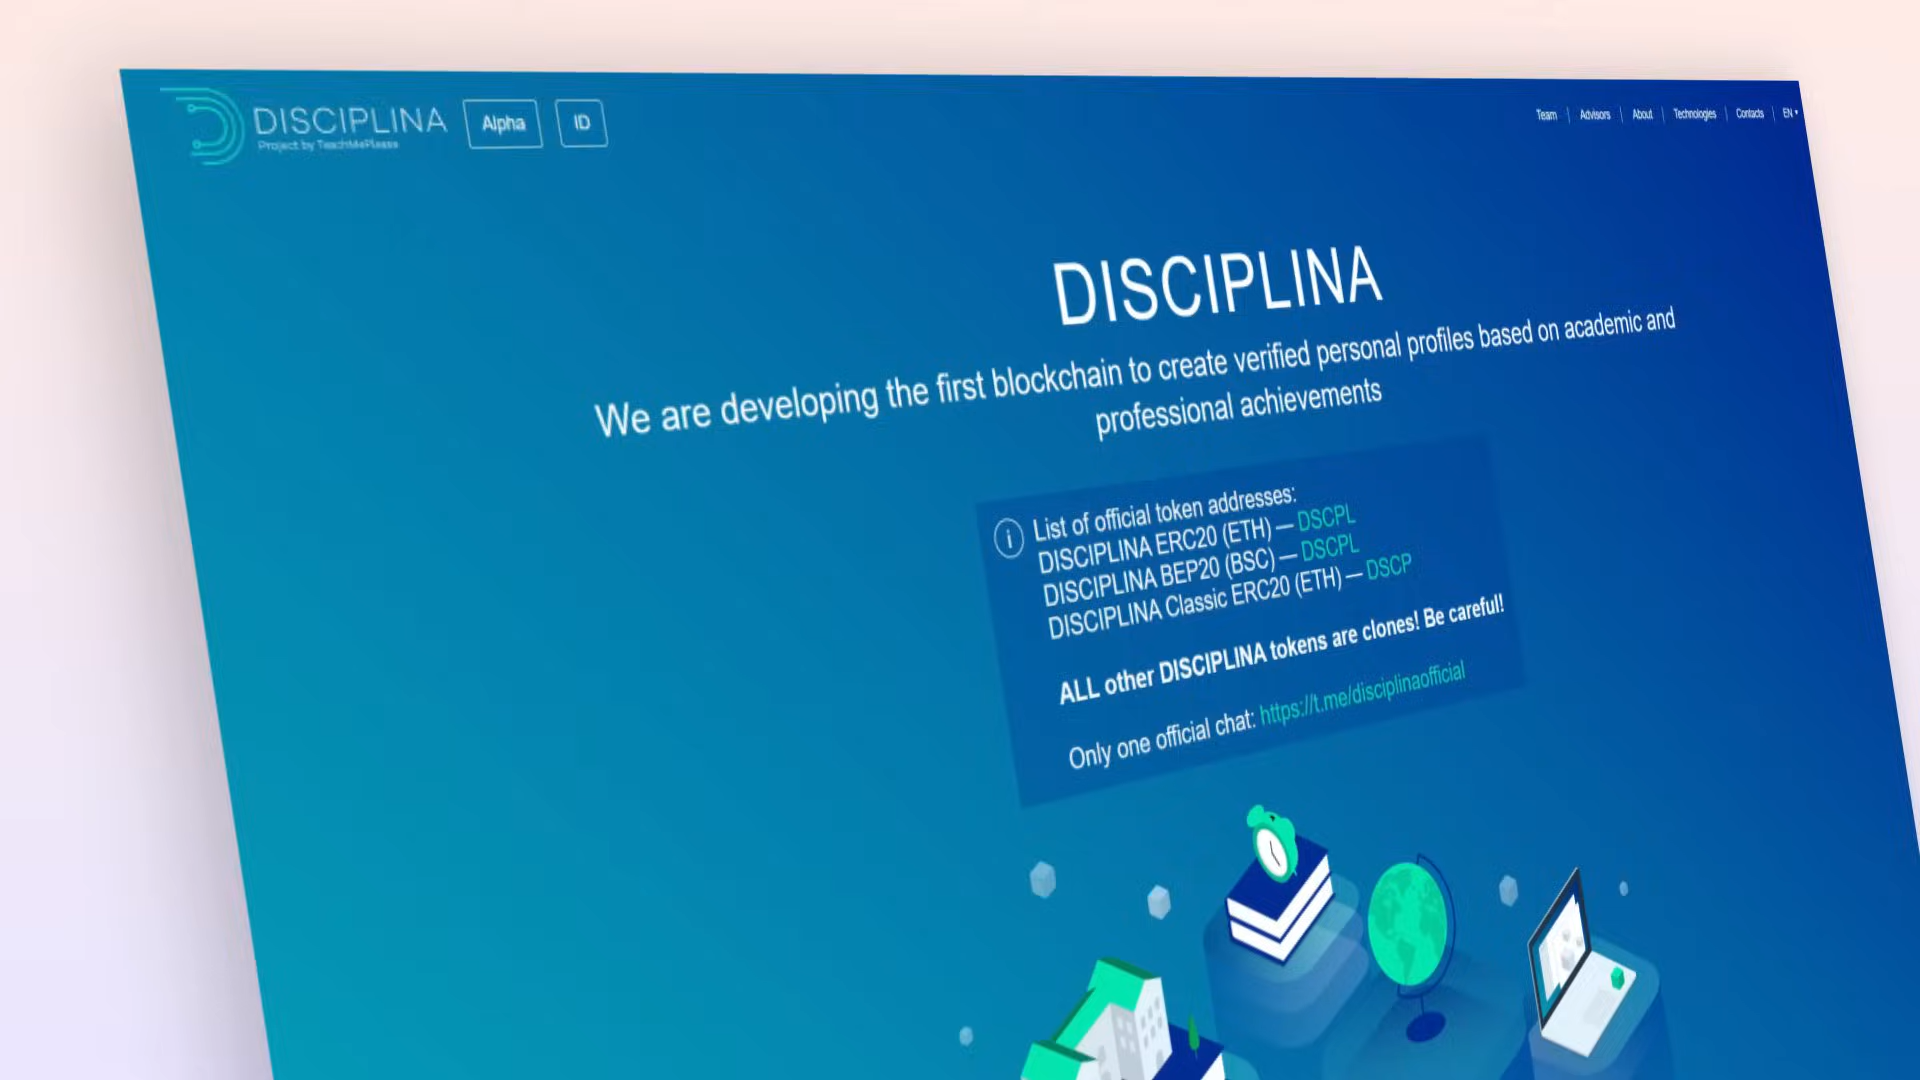 DISCIPLINA
Project by TeachMePlease
Alpha
ID
Team
Advisors
About
Technologies
Contacts
EN
DISCIPLINA
We are developing the first blockchain to create verified personal profiles based on academic and
professional achievements
List of official token addresses:
DISCIPLINA ERC20 (ETH) — DSCPL
DISCIPLINA BEP20 (BSC) — DSCPL
DISCIPLINA Classic ERC20 (ETH) — DSCP
ALL other DISCIPLINA tokens are clones! Be careful!
Only one official chat: https://t.me/disciplinaofficial